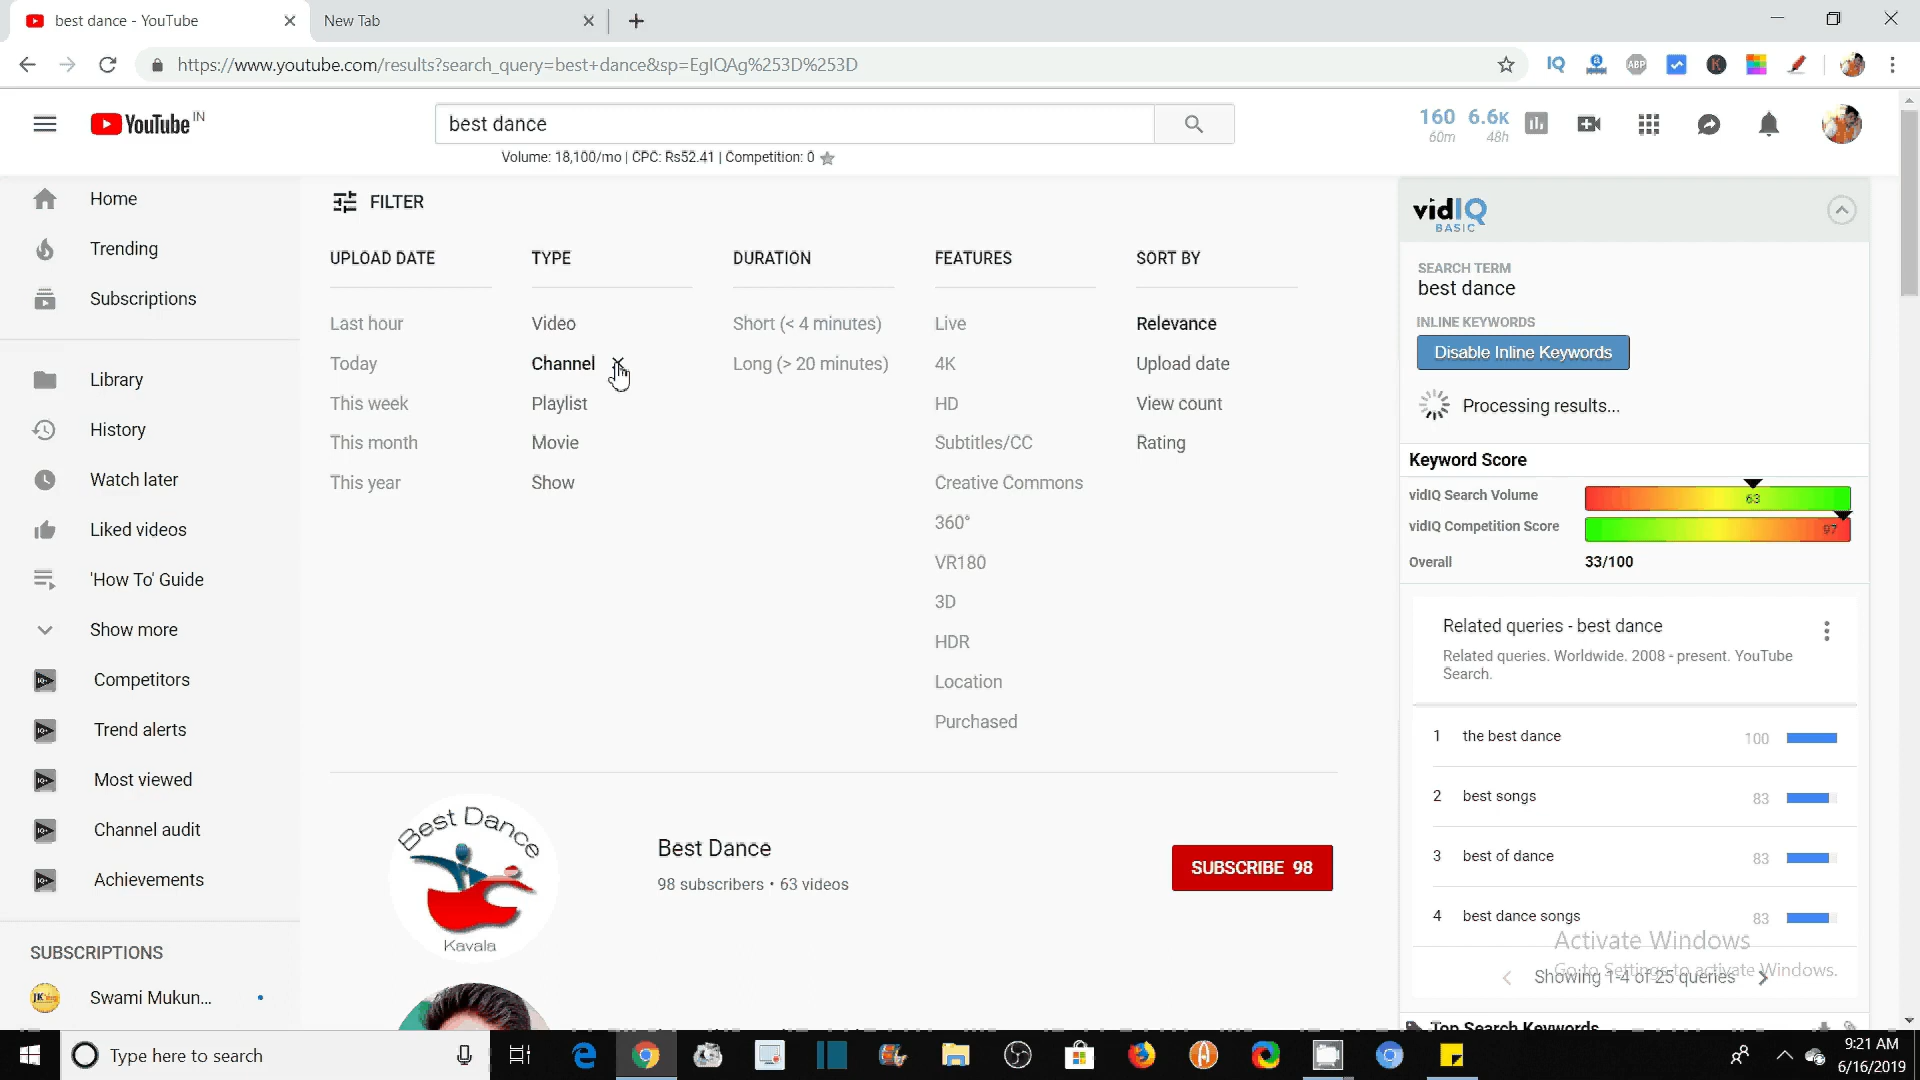 best dance - YouTube
New Tab
https://www.youtube.com/results?search_query=best+dance&sp=EgIQAg%253D%253D
IQ
a
ABP
K
YouTube IN
best dance
Volume: 18,100/mo | CPC: Rs52.41 | Competition: 0
160 6.6K
60m 48h
Home
Trending
Subscriptions
Library
History
Watch later
Liked videos
'How To' Guide
Show more
Competitors
Trend alerts
Most viewed
Channel audit
Achievements
SUBSCRIPTIONS
Swami Mukun...
FILTER
UPLOAD DATE
Last hour
Today
This week
This month
This year
TYPE
Video
Channel
Playlist
Movie
Show
DURATION
Short (< 4 minutes)
Long (> 20 minutes)
FEATURES
Live
4K
HD
Subtitles/CC
Creative Commons
360°
VR180
3D
HDR
Location
Purchased
SORT BY
Relevance
Upload date
View count
Rating
Best Dance
Kavala
Best Dance
98 subscribers • 63 videos
SUBSCRIBE 98
vidIQ
BASIC
SEARCH TERM
best dance
INLINE KEYWORDS
Disable Inline Keywords
Processing results...
Keyword Score
vidIQ Search Volume 63
vidIQ Competition Score 97
Overall 33/100
Related queries - best dance
Related queries. Worldwide. 2008 - present. YouTube
Search.
1 the best dance 100
2 best songs 83
3 best of dance 83
4 best dance songs 83
Activate Windows
Go to Settings to activate Windows.
Showing 1-4 of 25 queries
Top Search Keywords
Type here to search
9:21 AM
6/16/2019